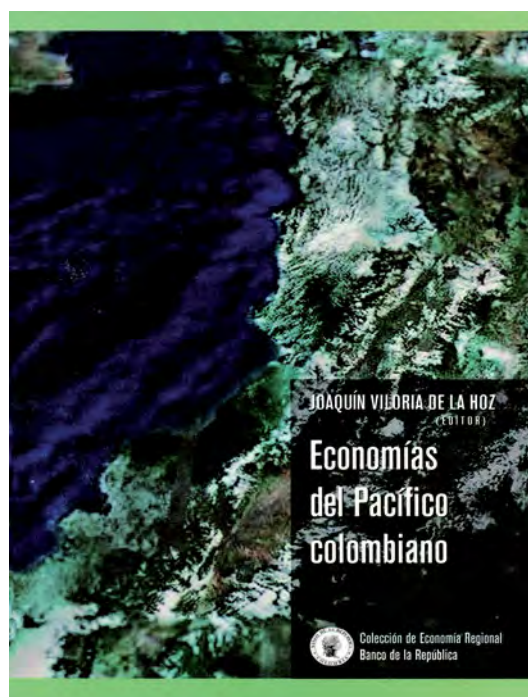 JOAQUÍN VILORIA DE LA HOZ
(EDITOR)
Economías
del Pacífico
colombiano
Colección de Economía Regional
Banco de la República